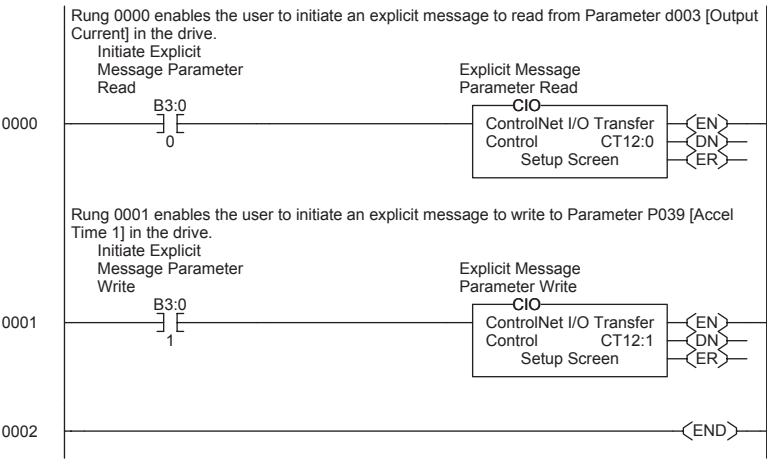 Rung 0000 enables the user to initiate an explicit message to read from Parameter d003 [Output
Current] in the drive.
Initiate Explicit
Message Parameter
Read
Explicit Message
Parameter Read
B3:0
CIO
0000
0
ControlNet I/O Transfer
Control CT12:0
Setup Screen
EN
DN
ER
Rung 0001 enables the user to initiate an explicit message to write to Parameter P039 [Accel
Time 1] in the drive.
Initiate Explicit
Message Parameter
Write
Explicit Message
Parameter Write
B3:0
CIO
0001
1
ControlNet I/O Transfer
Control CT12:1
Setup Screen
EN
DN
ER
0002
END